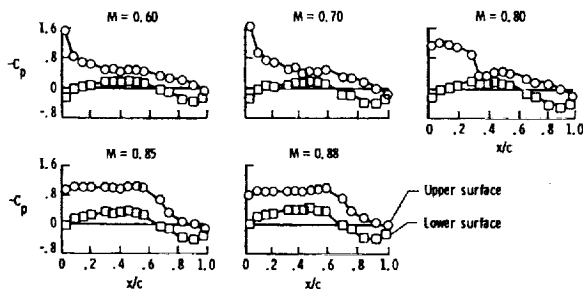 M = 0.60 M = 0.70 M = 0.80
1.6
.8
0
-.8
-Cp
0 .2 .4 .6 .8 1.0
x/c
M = 0.85 M = 0.88
1.6
.8
0
-.8
-Cp
Upper surface
Lower surface
0 .2 .4 .6 .8 1.0 0 .2 .4 .6 .8 1.0
x/c x/c